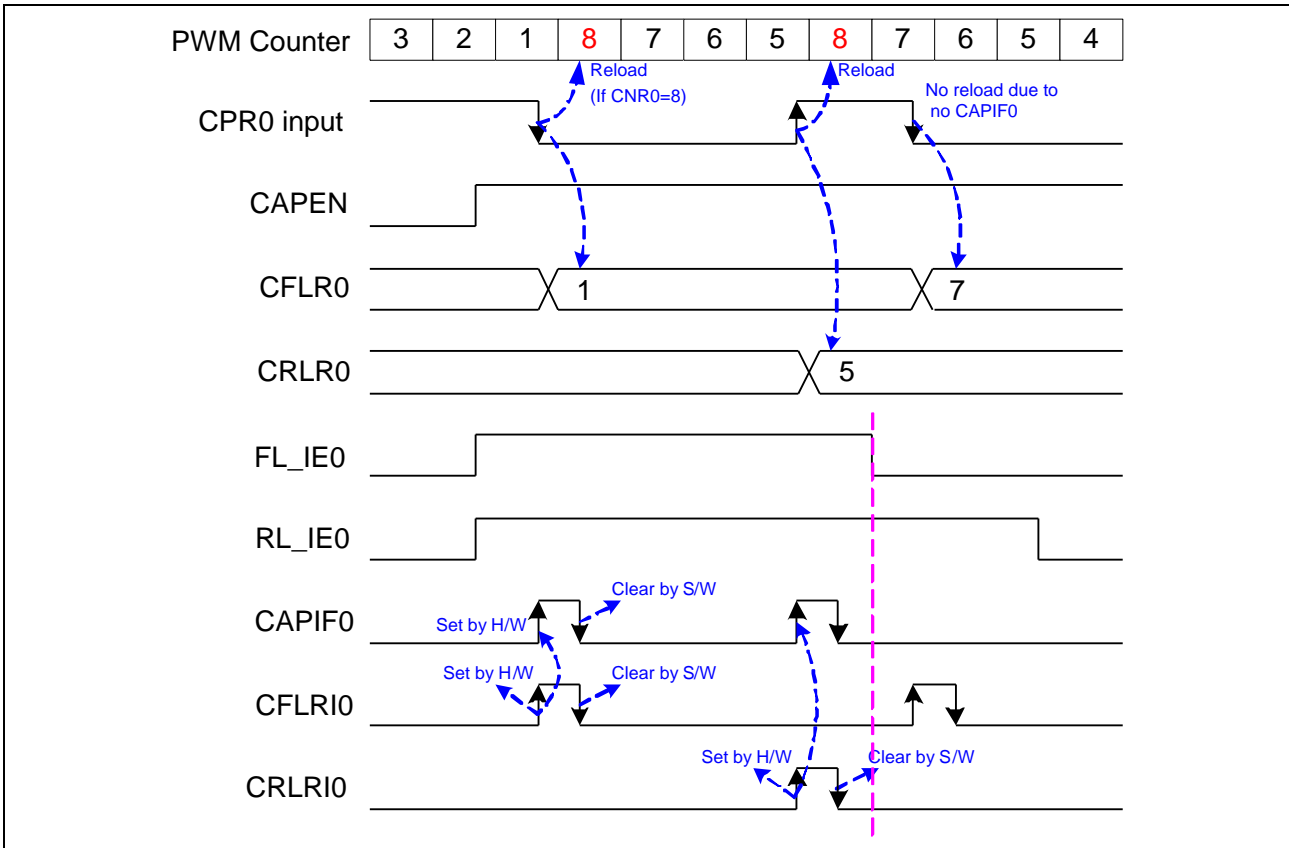 PWM Counter 3 2 1 8 7 6 5 8 7 6 5 4
Reload
(If CNR0=8)
Reload
No reload due to
no CAPIF0
CPR0 input
CAPEN
CFLR0 1 7
CRLR0 5
FL_IE0
RL_IE0
CAPIF0 Set by H/W Clear by S/W
CFLRI0 Set by H/W Clear by S/W
CRLRI0 Set by H/W Clear by S/W